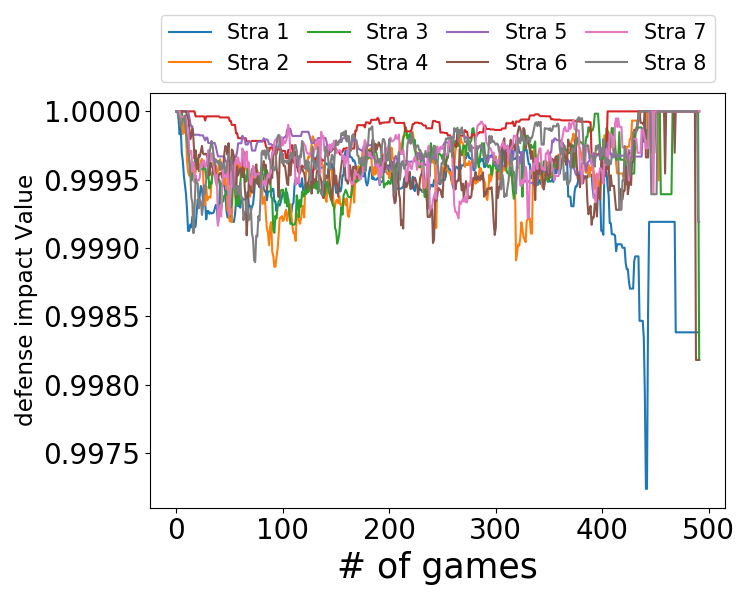 Stra 1 Stra 3 Stra 5 Stra 7
Stra 2 Stra 4 Stra 6 Stra 8
defense impact Value
1.0000
0.9995
0.9990
0.9985
0.9980
0.9975
0 100 200 300 400 500
# of games